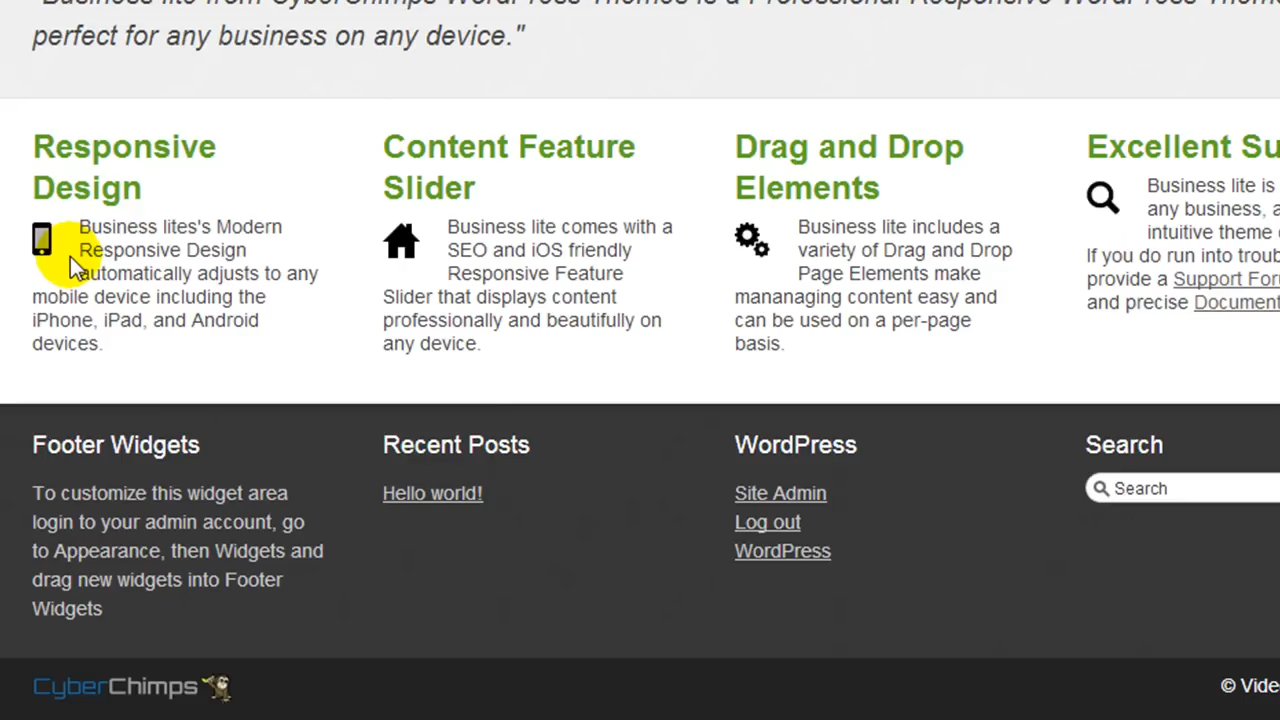 perfect for any business on any device."
Responsive
Design
Business lites's Modern
Responsive Design
automatically adjusts to any
mobile device including the
iPhone, iPad, and Android
devices.
Content Feature
Slider
Business lite comes with a
SEO and iOS friendly
Responsive Feature
Slider that displays content
professionally and beautifully on
any device.
Drag and Drop
Elements
Business lite includes a
variety of Drag and Drop
Page Elements make
mananaging content easy and
can be used on a per-page
basis.
Excellent Su
Business lite is
any business, a
intuitive theme
If you do run into troub
provide a Support Foru
and precise Document
Footer Widgets
To customize this widget area
login to your admin account, go
to Appearance, then Widgets and
drag new widgets into Footer
Widgets
Recent Posts
Hello world!
WordPress
Site Admin
Log out
WordPress
Search
Search
CyberChimps
© Vide